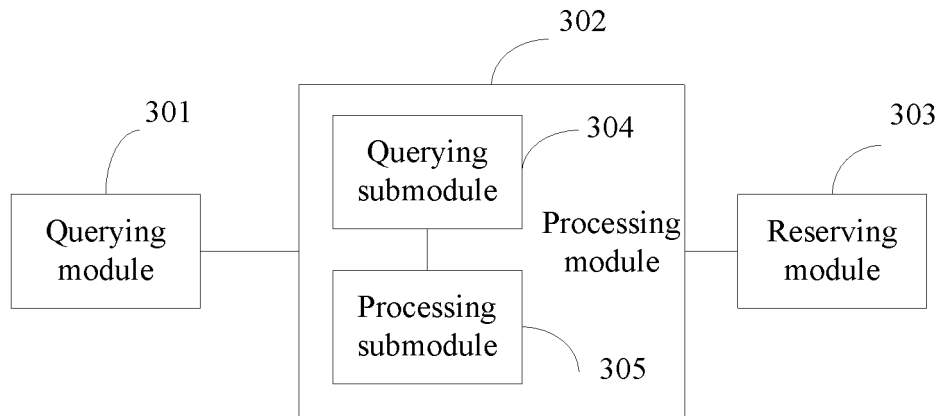 302
301
304
303
Querying
submodule
Querying
module
Processing
module
Reserving
module
Processing
submodule
305